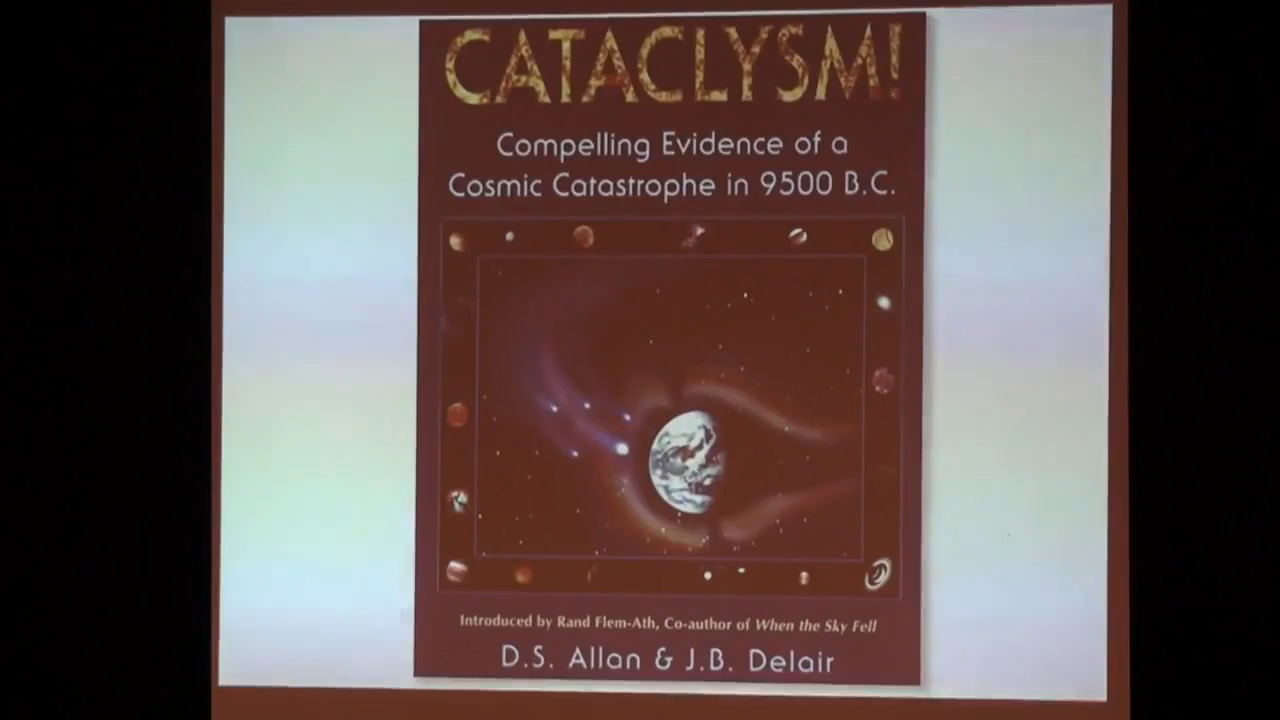 CATACLYSM!
Compelling Evidence of a
Cosmic Catastrophe in 9500 B.C.
Introduced by Rand Flem-Ath, Co-author of When the Sky Fell
D.S. Allan & J.B. Delair